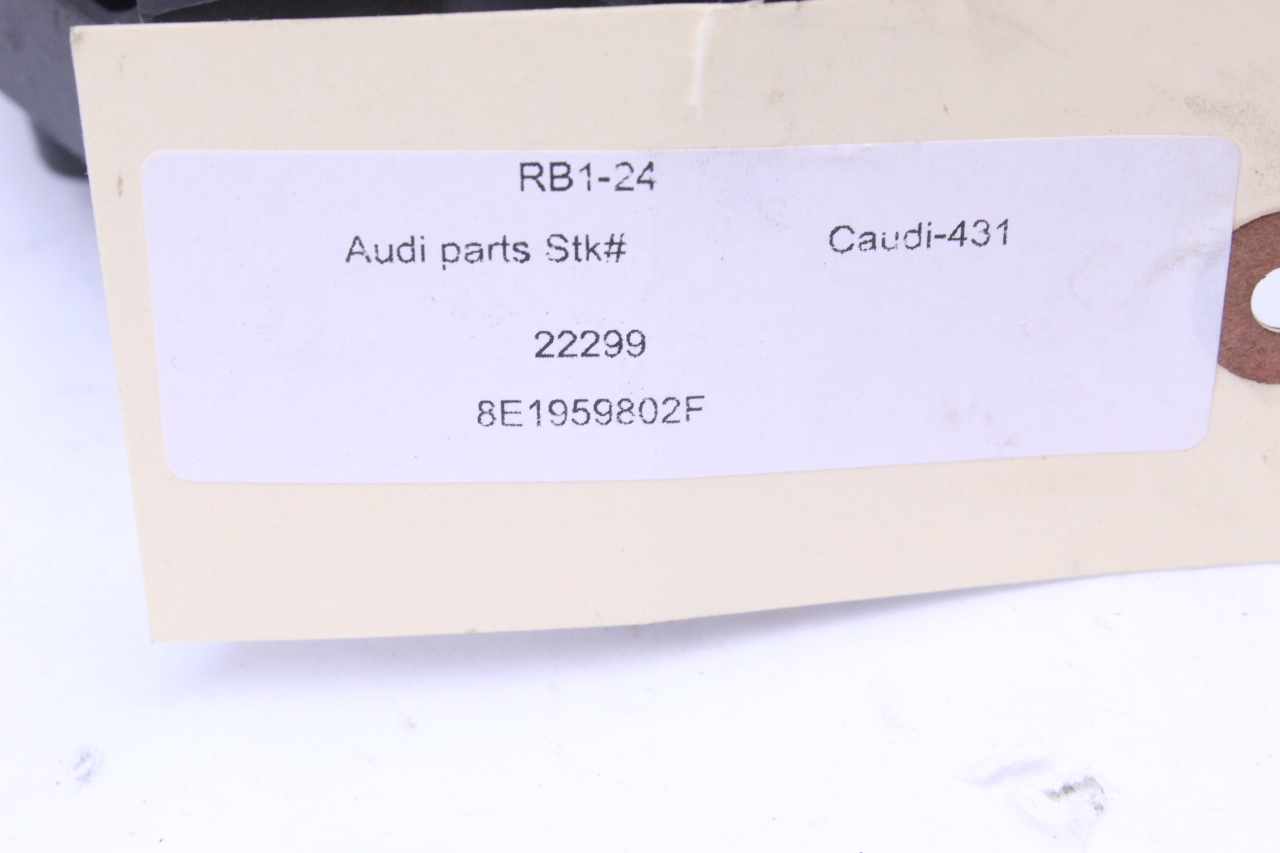 RB1-24
Audi parts Stk# Caudi-431
22299
8E1959802F